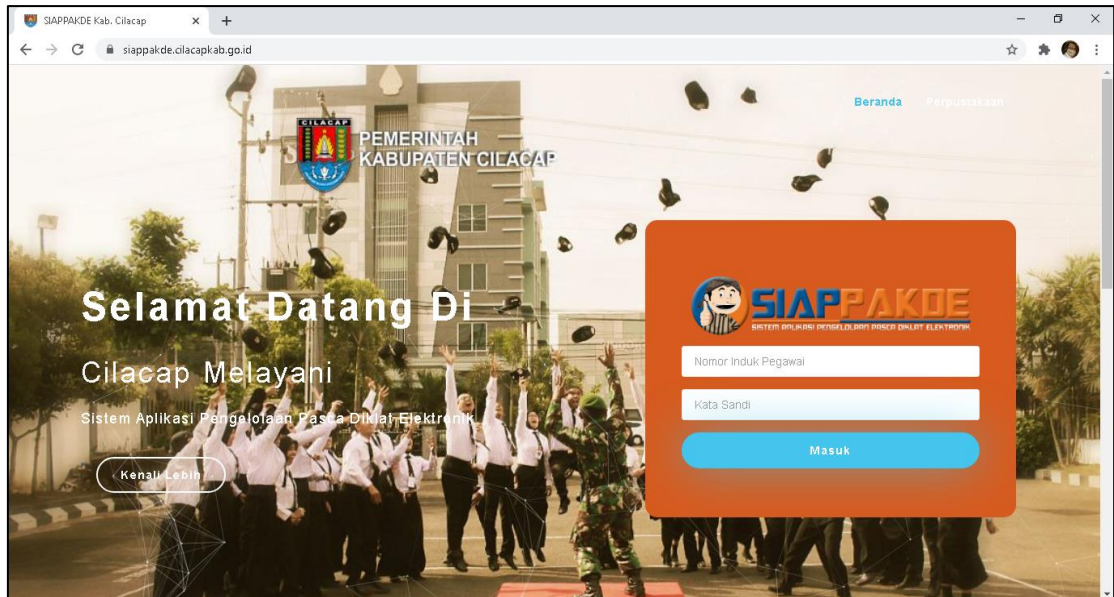 SIAPPAKDE Kab. Cilacap
siappakde.cilacapkab.go.id
Beranda Perpustakaan
CILACAP
PEMERINTAH
KABUPATEN CILACAP
Selamat Datang Di
Cilacap Melayani
Sistem Aplikasi Pengelolaan Pasca Diklat Elektronik
Kenali Lebih
SIAPPAKDE
SISTEM APLIKASI PENGELOLAAN PASCA DIKLAT ELEKTRONIK
Nomor Induk Pegawai
Kata Sandi
Masuk